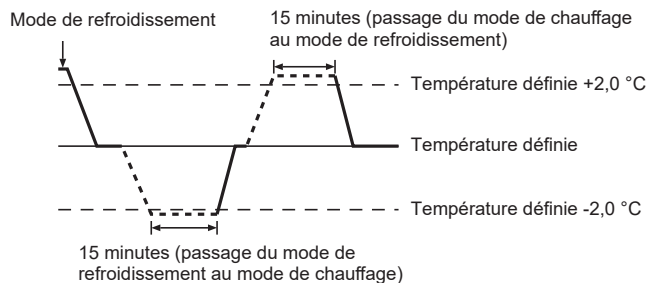 Mode de refroidissement
15 minutes (passage du mode de chauffage
au mode de refroidissement)
Température définie +2,0 °C
Température définie
Température définie -2,0 °C
15 minutes (passage du mode de
refroidissement au mode de chauffage)